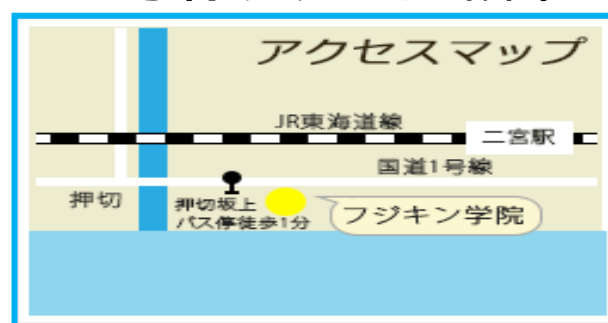 アクセスマップ
JR東海道線
二宮駅
国道1号線
押切
押切坂上
バス停徒歩1分
フジキン学院